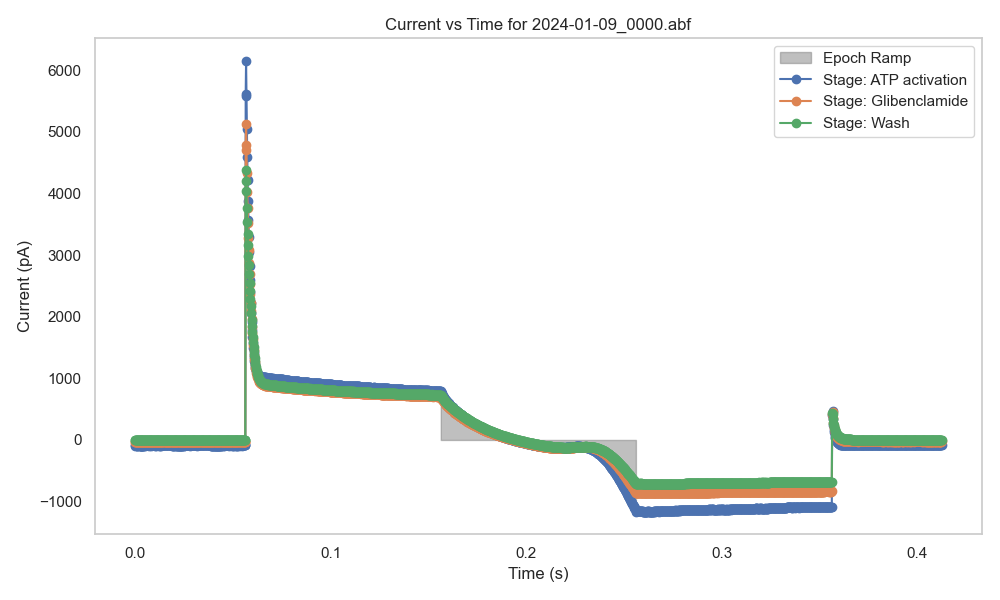 Current vs Time for 2024-01-09_0000.abf
Epoch Ramp
Stage: ATP activation
Stage: Glibenclamide
Stage: Wash
Current (pA)
6000
5000
4000
3000
2000
1000
0
−1000
0.0
0.1
0.2
0.3
0.4
Time (s)